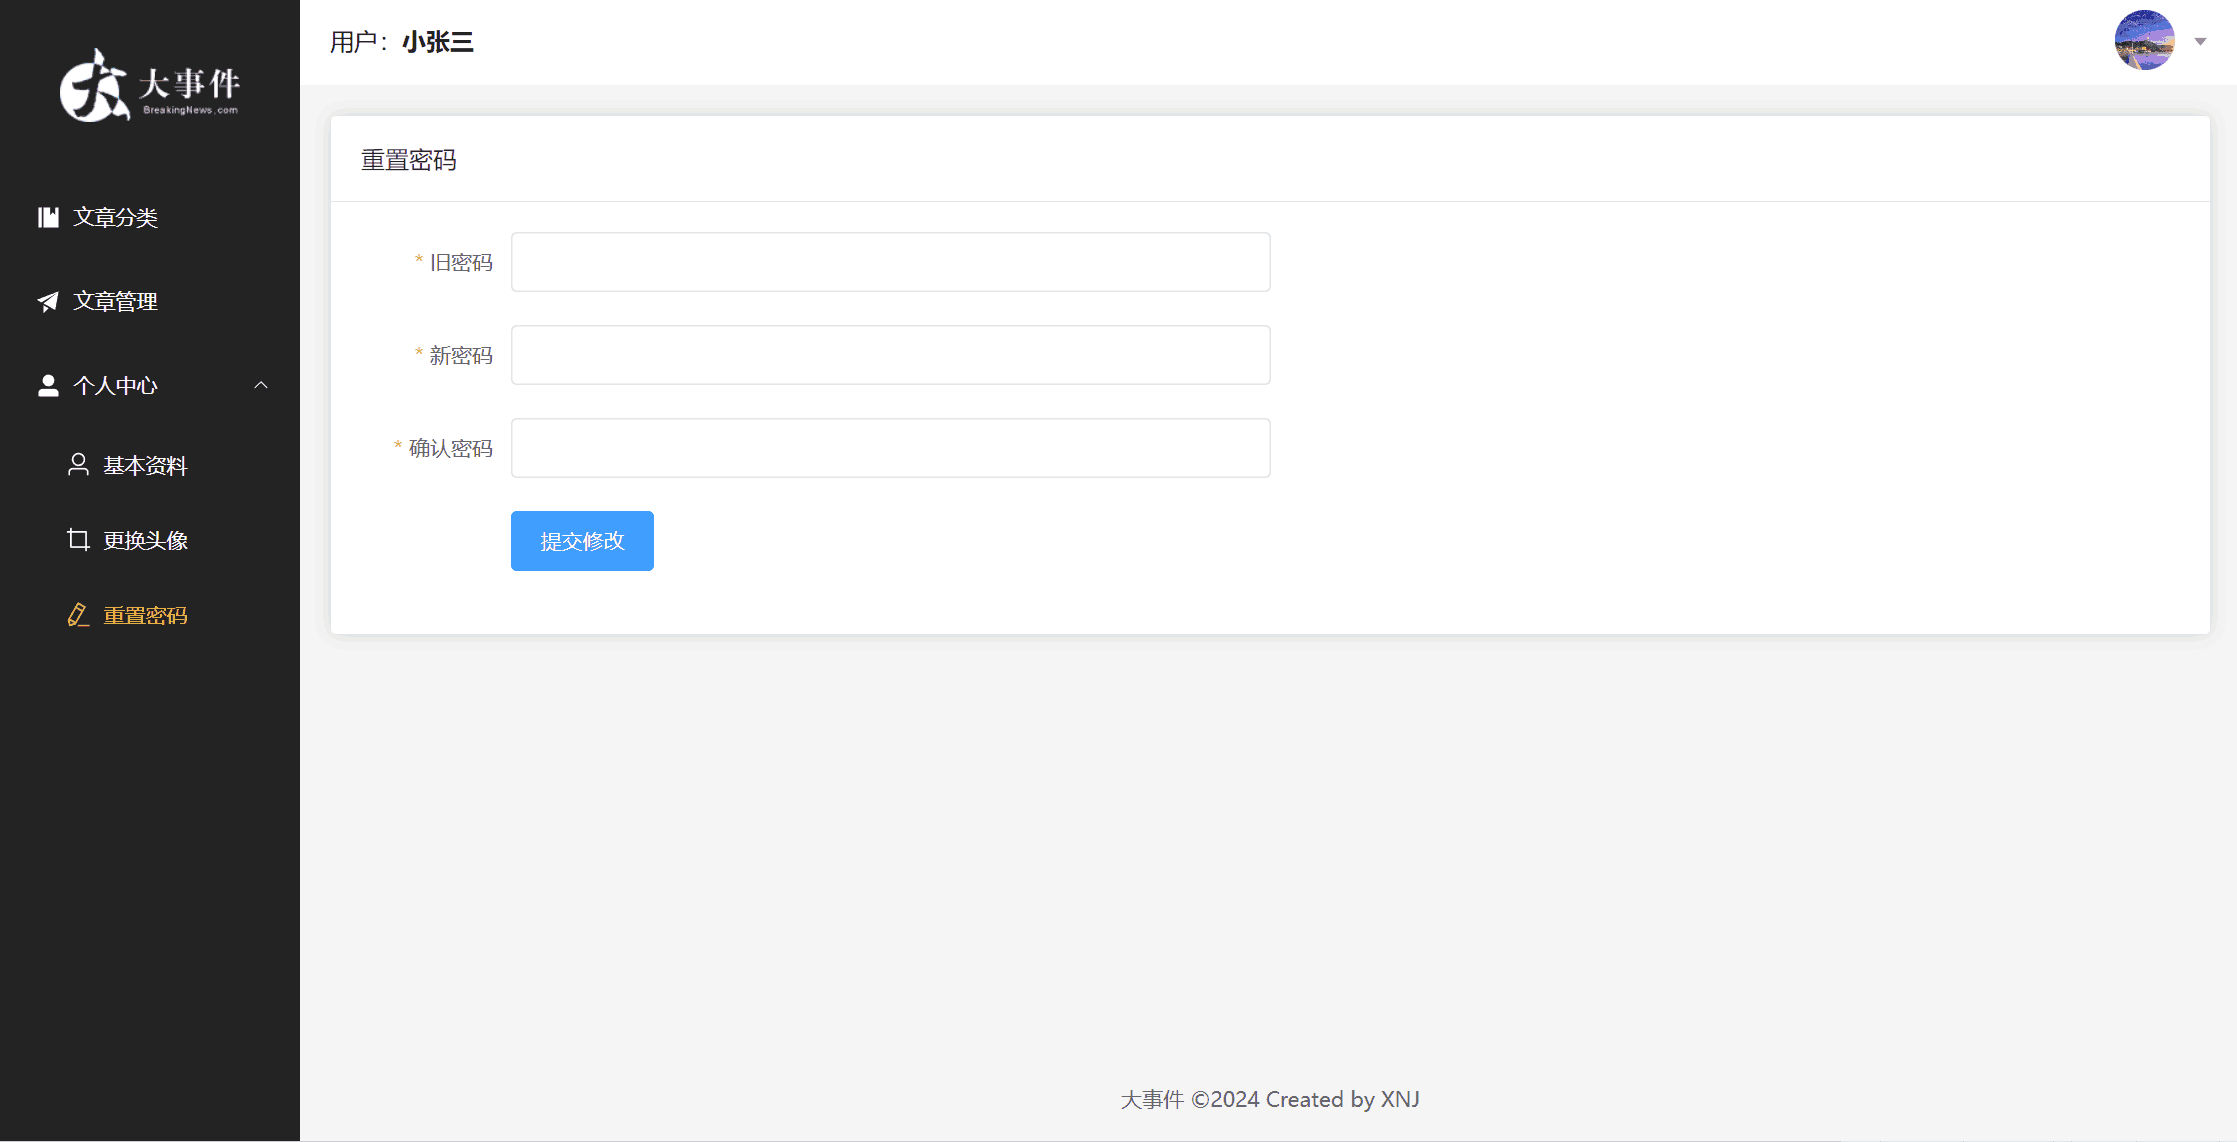 大事件
BreakingNews.com
文章分类
文章管理
个人中心
基本资料
更换头像
重置密码
用户：小张三
重置密码
* 旧密码
* 新密码
* 确认密码
提交修改
大事件 ©2024 Created by XNJ